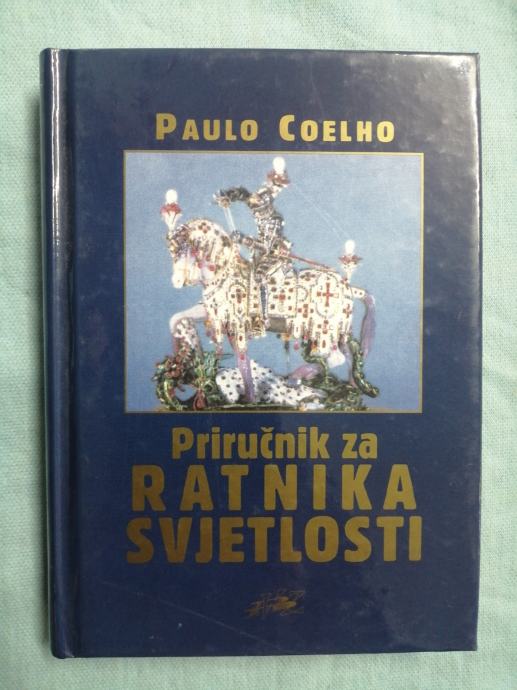 PAULO COELHO
Priručnik za
RATNIKA
SVJETLOSTI